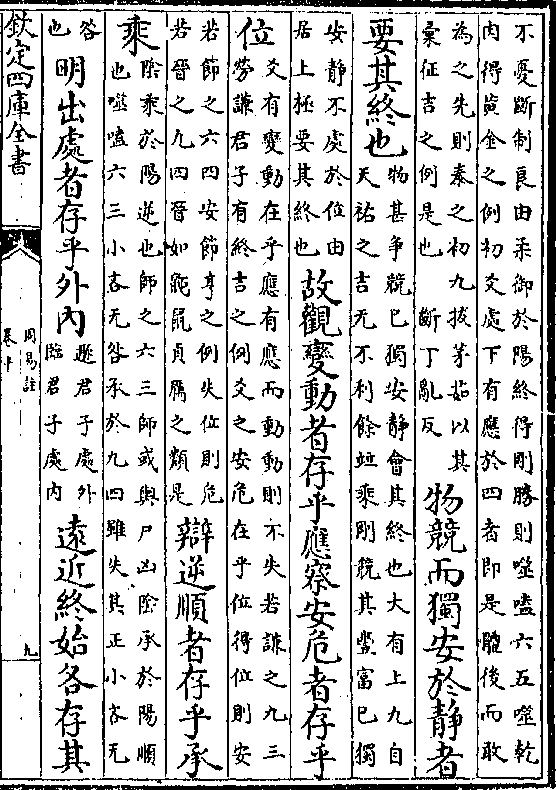 不憂斷制良由柔御於陽終得剛勝則噬嗑六五噬乾
肉得黃金之例初爻處下有應於四者即是體後而敢
為之先則泰之初九拔茅茹以其
彙征吉之例是也　斷丁亂反
物競而獨安於靜者
要其終也
物甚爭競已獨安靜會其終也大有上九自
天祐之吉无不利餘竝乘剛競其豐富已獨
安靜不處於位由
居上極要其終也
故觀變動者存乎應察安危者存乎
位
爻有變動在乎應有應而動動則不失若謙之九三
勞謙君子有終吉之例爻之安危在乎位得位則安
若節之六四安節亨之例失位則危
若晉之九四晉如鼫鼠貞厲之類是
辯逆順者存乎承
乘
陰乘於陽逆也師之六三師或與尸凶陰承於陽順
也噬嗑六三小吝无咎承於九四雖失其正小吝无
咎
也
明出處者存乎外內
遯君子處外
臨君子處內
遠近終始各存其
欽定四庫全書
周易註
卷十
九